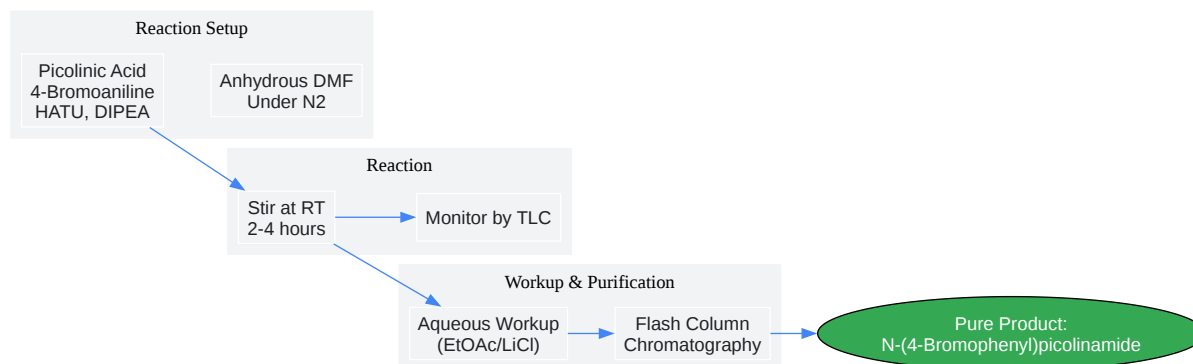 Reaction Setup
Picolinic Acid
4-Bromoaniline
HATU, DIPEA
Anhydrous DMF
Under N2
Reaction
Stir at RT
2-4 hours
Monitor by TLC
Workup & Purification
Aqueous Workup
(EtOAc/LiCl)
Flash Column
Chromatography
Pure Product:
N-(4-Bromophenyl)picolinamide